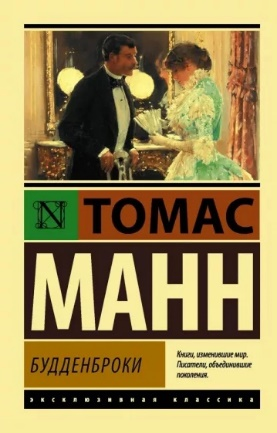 N ТОМАС
МАНН
БУДДЕНБРОКИ
Книги, изменившие мир.
Писатели, объединившие
поколения.
эксклюзивная классика